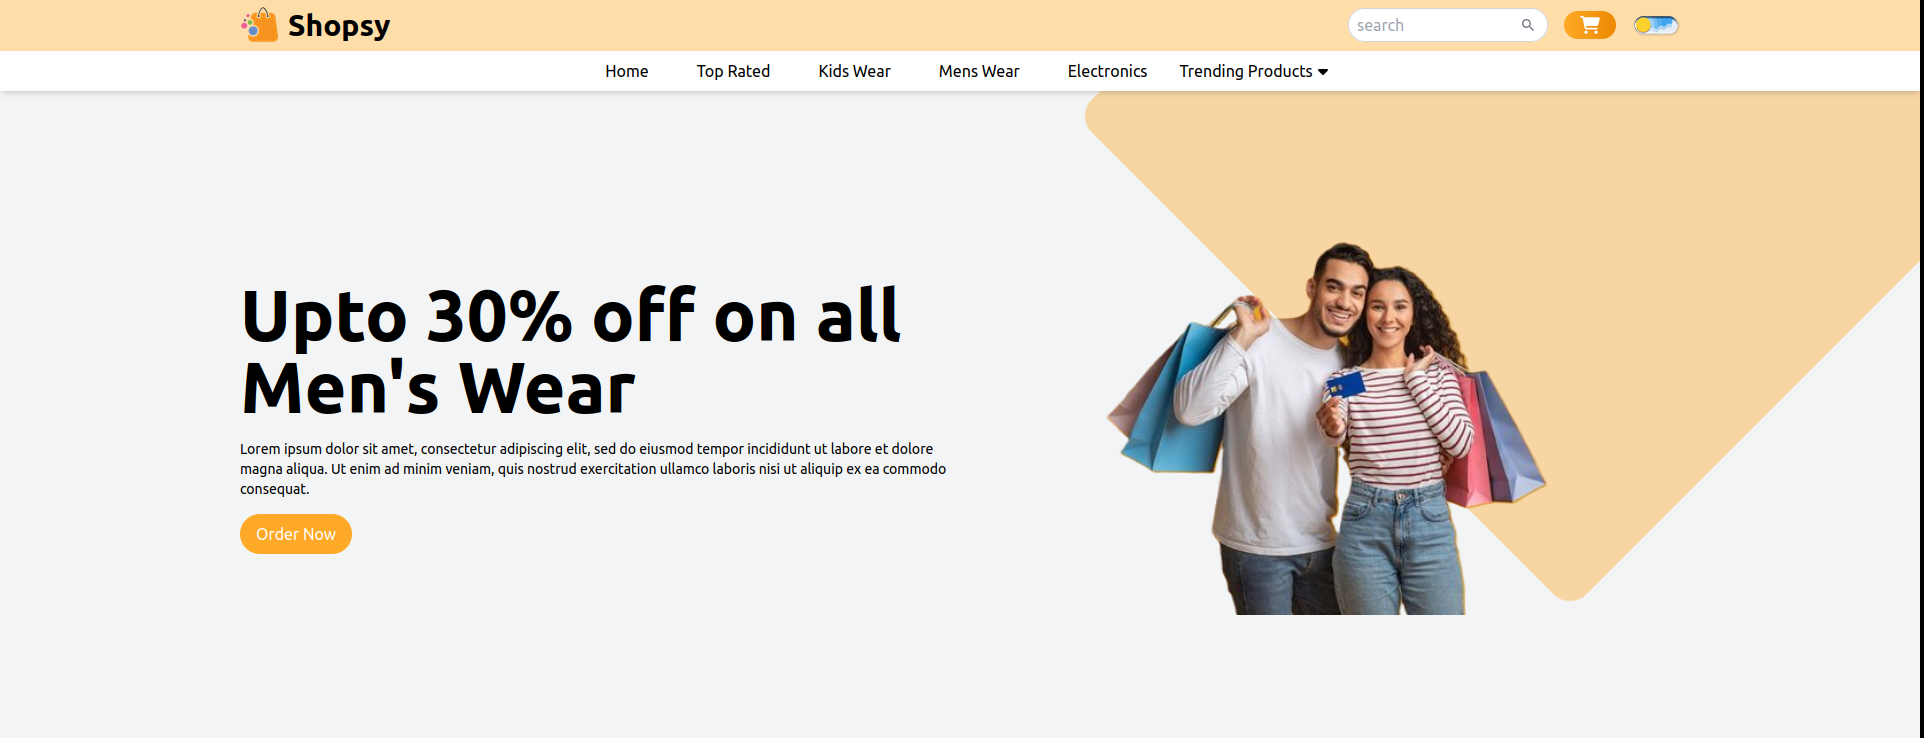 Shopsy
search
Home Top Rated Kids Wear Mens Wear Electronics Trending Products
Upto 30% off on all
Men's Wear
Lorem ipsum dolor sit amet, consectetur adipiscing elit, sed do eiusmod tempor incididunt ut labore et dolore
magna aliqua. Ut enim ad minim veniam, quis nostrud exercitation ullamco laboris nisi ut aliquip ex ea commodo
consequat.
Order Now